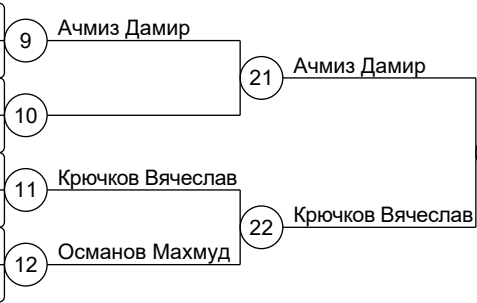 9 Ачмиз Дамир
21 Ачмиз Дамир
10
11 Крючков Вячеслав
22 Крючков Вячеслав
12 Османов Махмуд